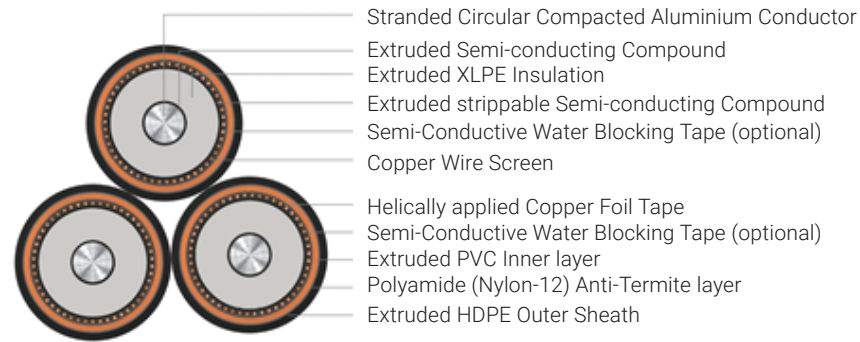 Stranded Circular Compacted Aluminium Conductor
Extruded Semi-conducting Compound
Extruded XLPE Insulation
Extruded strippable Semi-conducting Compound
Semi-Conductive Water Blocking Tape (optional)
Copper Wire Screen
Helically applied Copper Foil Tape
Semi-Conductive Water Blocking Tape (optional)
Extruded PVC Inner layer
Polyamide (Nylon-12) Anti-Termite layer
Extruded HDPE Outer Sheath